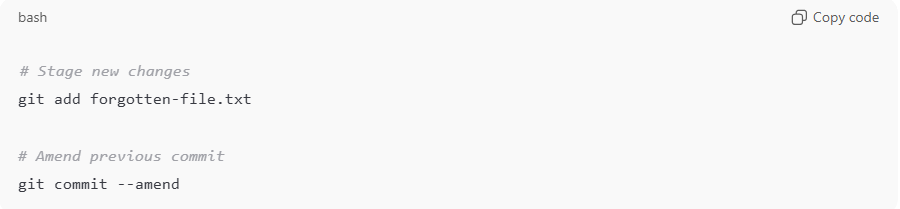 bash
Copy code
# Stage new changes
git add forgotten-file.txt
# Amend previous commit
git commit --amend